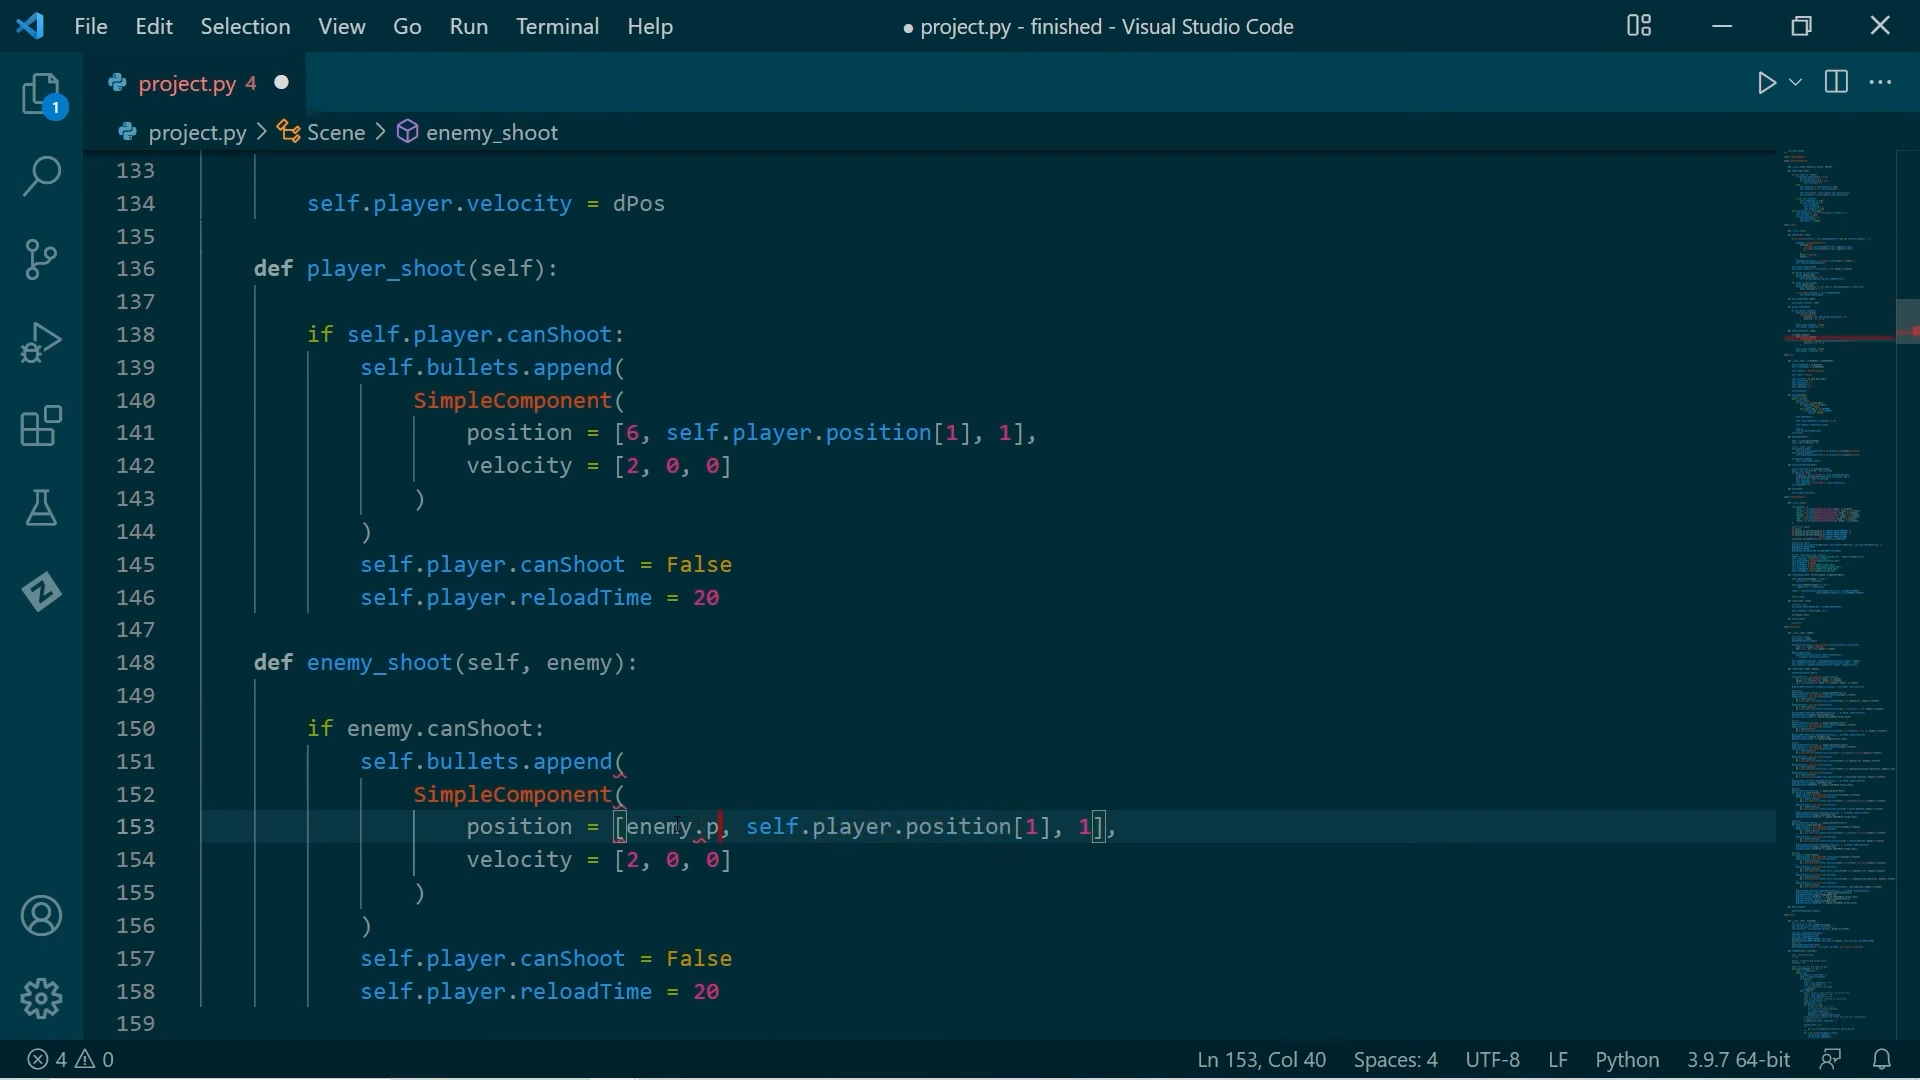 File Edit Selection View Go Run Terminal Help
● project.py - finished - Visual Studio Code
1
project.py 4
project.py > Scene > enemy_shoot
133
134 self.player.velocity = dPos
135
136 def player_shoot(self):
137
138 if self.player.canShoot:
139 self.bullets.append(
140 SimpleComponent(
141 position = [6, self.player.position[1], 1],
142 velocity = [2, 0, 0]
143 )
144 )
145 self.player.canShoot = False
146 self.player.reloadTime = 20
147
148 def enemy_shoot(self, enemy):
149
150 if enemy.canShoot:
151 self.bullets.append(
152 SimpleComponent(
153 position = [enemy.p, self.player.position[1], 1],
154 velocity = [2, 0, 0]
155 )
156 )
157 self.player.canShoot = False
158 self.player.reloadTime = 20
159
4 0 Ln 153, Col 40 Spaces: 4 UTF-8 LF Python 3.9.7 64-bit